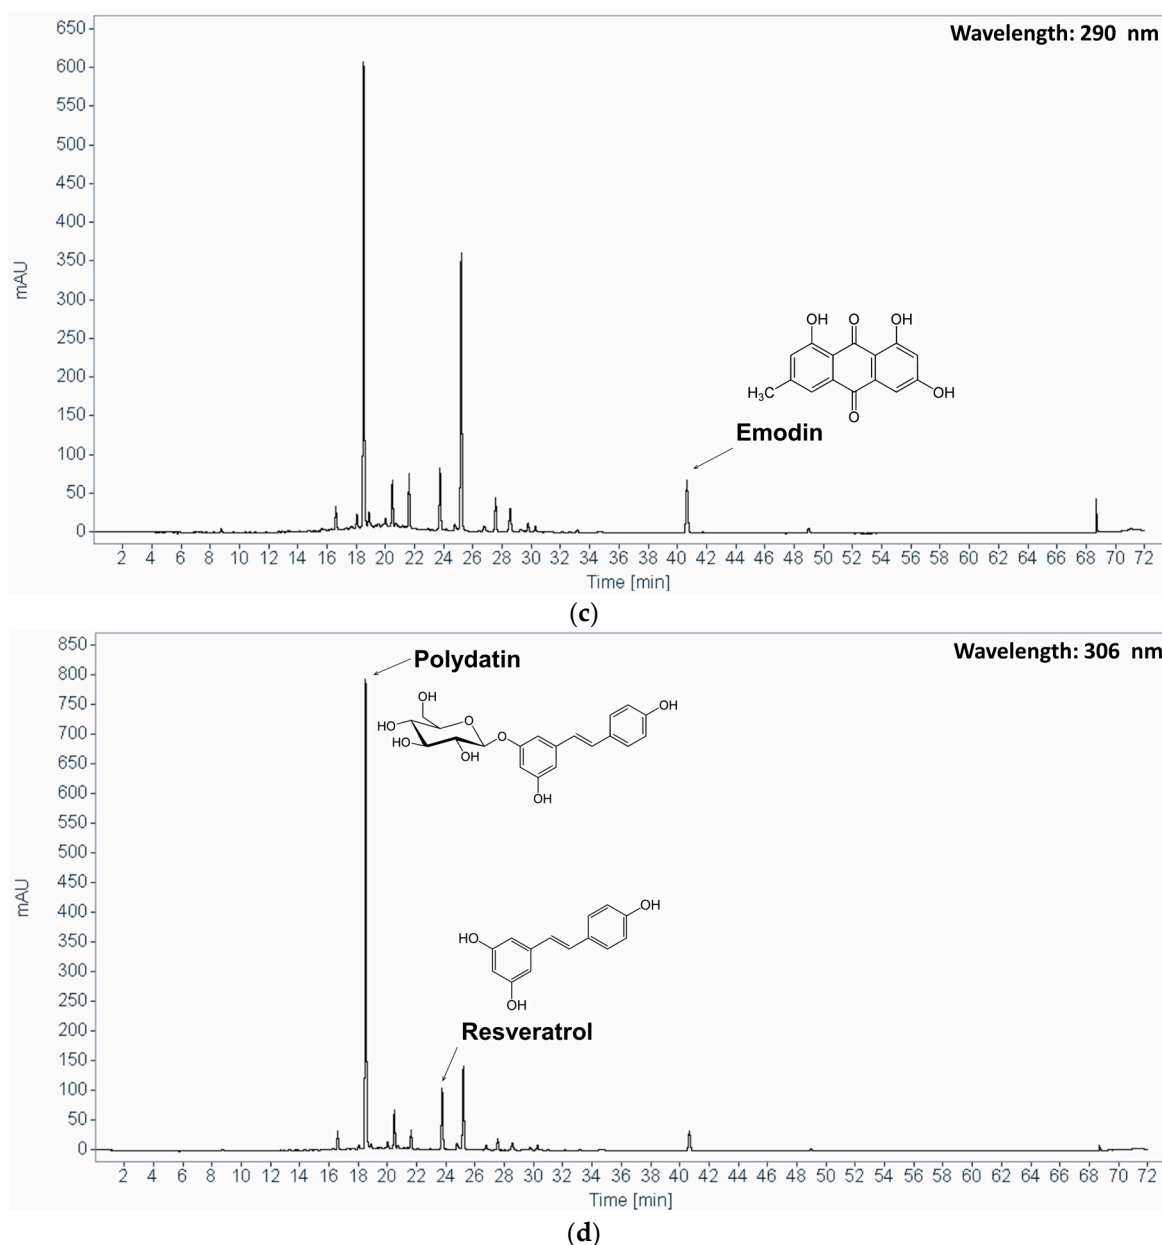 Wavelength: 290 nm
650
600
550
500
450
400
350
300
250
200
150
100
50
0
mAU
OH O OH
H₃C
OH
O
Emodin
2 4 6 8 10 12 14 16 18 20 22 24 26 28 30 32 34 36 38 40 42 44 46 48 50 52 54 56 58 60 62 64 66 68 70 72
Time [min]
(c)
Wavelength: 306 nm
850
800
750
700
650
600
550
500
450
400
350
300
250
200
150
100
50
0
mAU
Polydatin
OH
HO
O
HO
OH
O
OH
OH
OH
HO
OH
Resveratrol
2 4 6 8 10 12 14 16 18 20 22 24 26 28 30 32 34 36 38 40 42 44 46 48 50 52 54 56 58 60 62 64 66 68 70 72
Time [min]
(d)